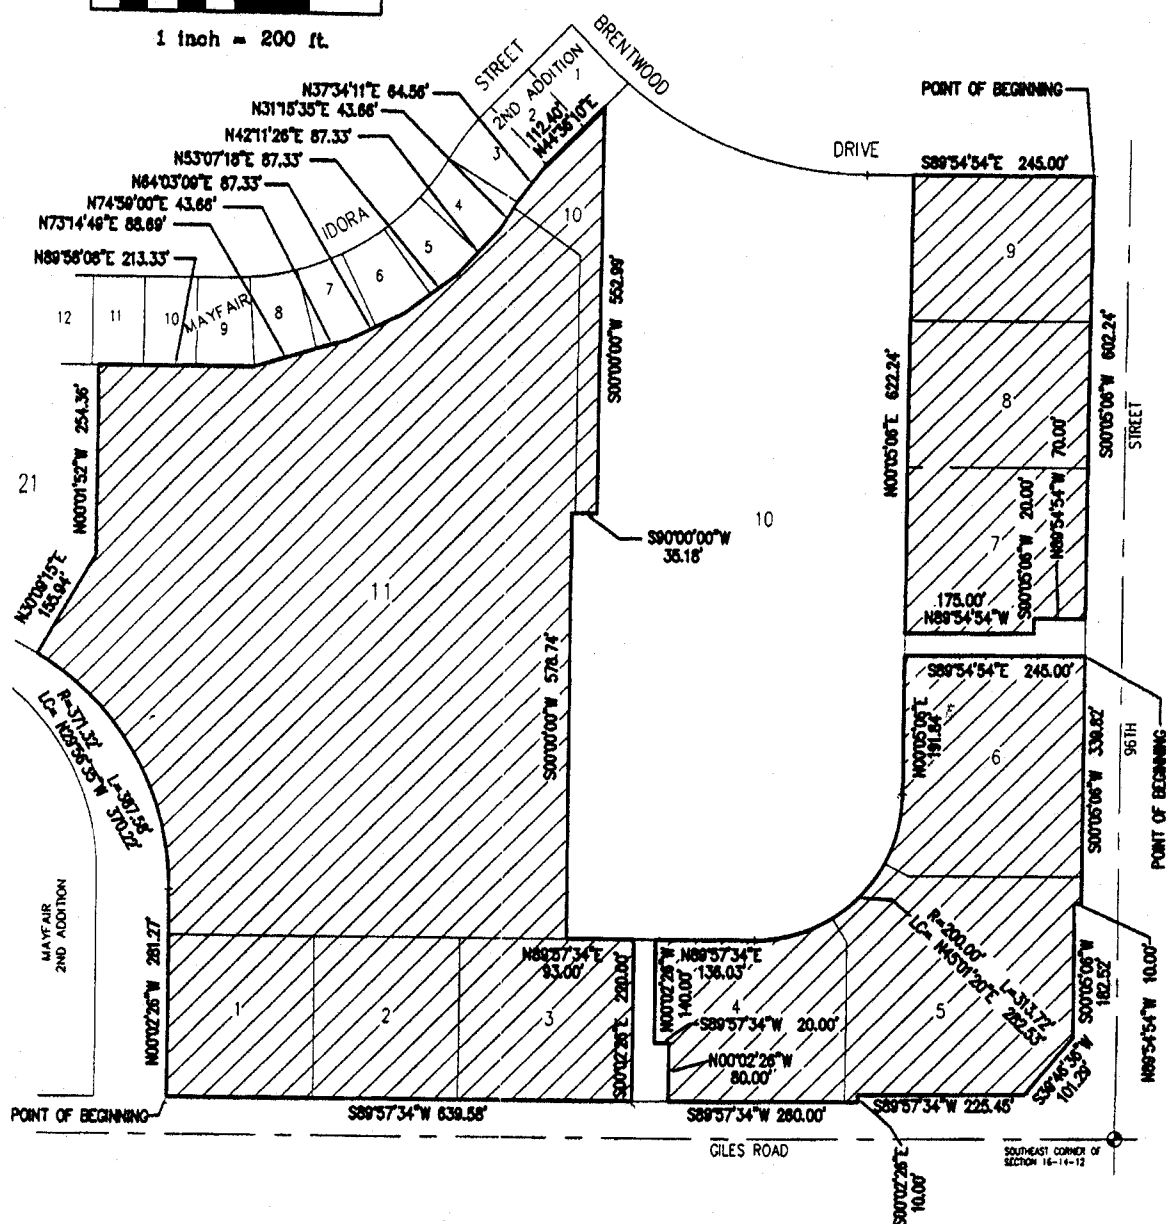 1 inch = 200 ft.
STREET
BRENTWOOD
2ND ADDITION
1
2
3
112.40'
N44°36'10"E
N37°34'11"E 64.56'
N31°15'35"E 43.66'
N42°11'26"E 87.33'
N53°07'18"E 87.33'
N64°03'09"E 87.33'
N74°59'00"E 43.66'
N73°14'49"E 88.69'
N89°56'08"E 213.33'
IDORA
MAYFAIR
4
5
6
7
8
9
10
11
12
POINT OF BEGINNING
DRIVE
S89°54'54"E 245.00'
10
9
8
7
S00°00'00"W 552.99'
N00°05'06"E 622.24'
S00°05'06"W 602.24'
STREET
N89°54'54"W 70.00'
S90°05'06"W 20.00'
175.00'
N89°54'54"W
21
N00°01'52"W 254.36'
N30°09'15"E
155.94'
11
10
S90°00'00"W
35.18'
S00°00'00"W 578.74'
S89°54'54"E 245.00'
N00°05'06"E
191.84'
6
S00°05'06"W 339.82'
96TH
POINT OF BEGINNING
R=371.32' L=387.58'
LC= N29°56'35"W 370.22'
MAYFAIR
2ND ADDITION
N00°02'26"W 281.27'
1
2
3
N89°57'34"E
93.00'
S00°02'26"E 220.00'
N00°02'26"W
140.00'
N89°57'34"E
136.03'
4
S89°57'34"W 20.00'
N00°02'26"W
80.00'
R=200.00' L=313.72'
LC= N45°01'20"E 282.53'
5
S00°05'06"W
182.52'
N89°54'54"W 10.00'
S39°46'56"W
101.29'
POINT OF BEGINNING
S89°57'34"W 639.58'
S89°57'34"W 260.00'
S89°57'34"W 225.45'
S00°02'26"E
10.00'
GILES ROAD
SOUTHEAST CORNER OF
SECTION 16-14-12